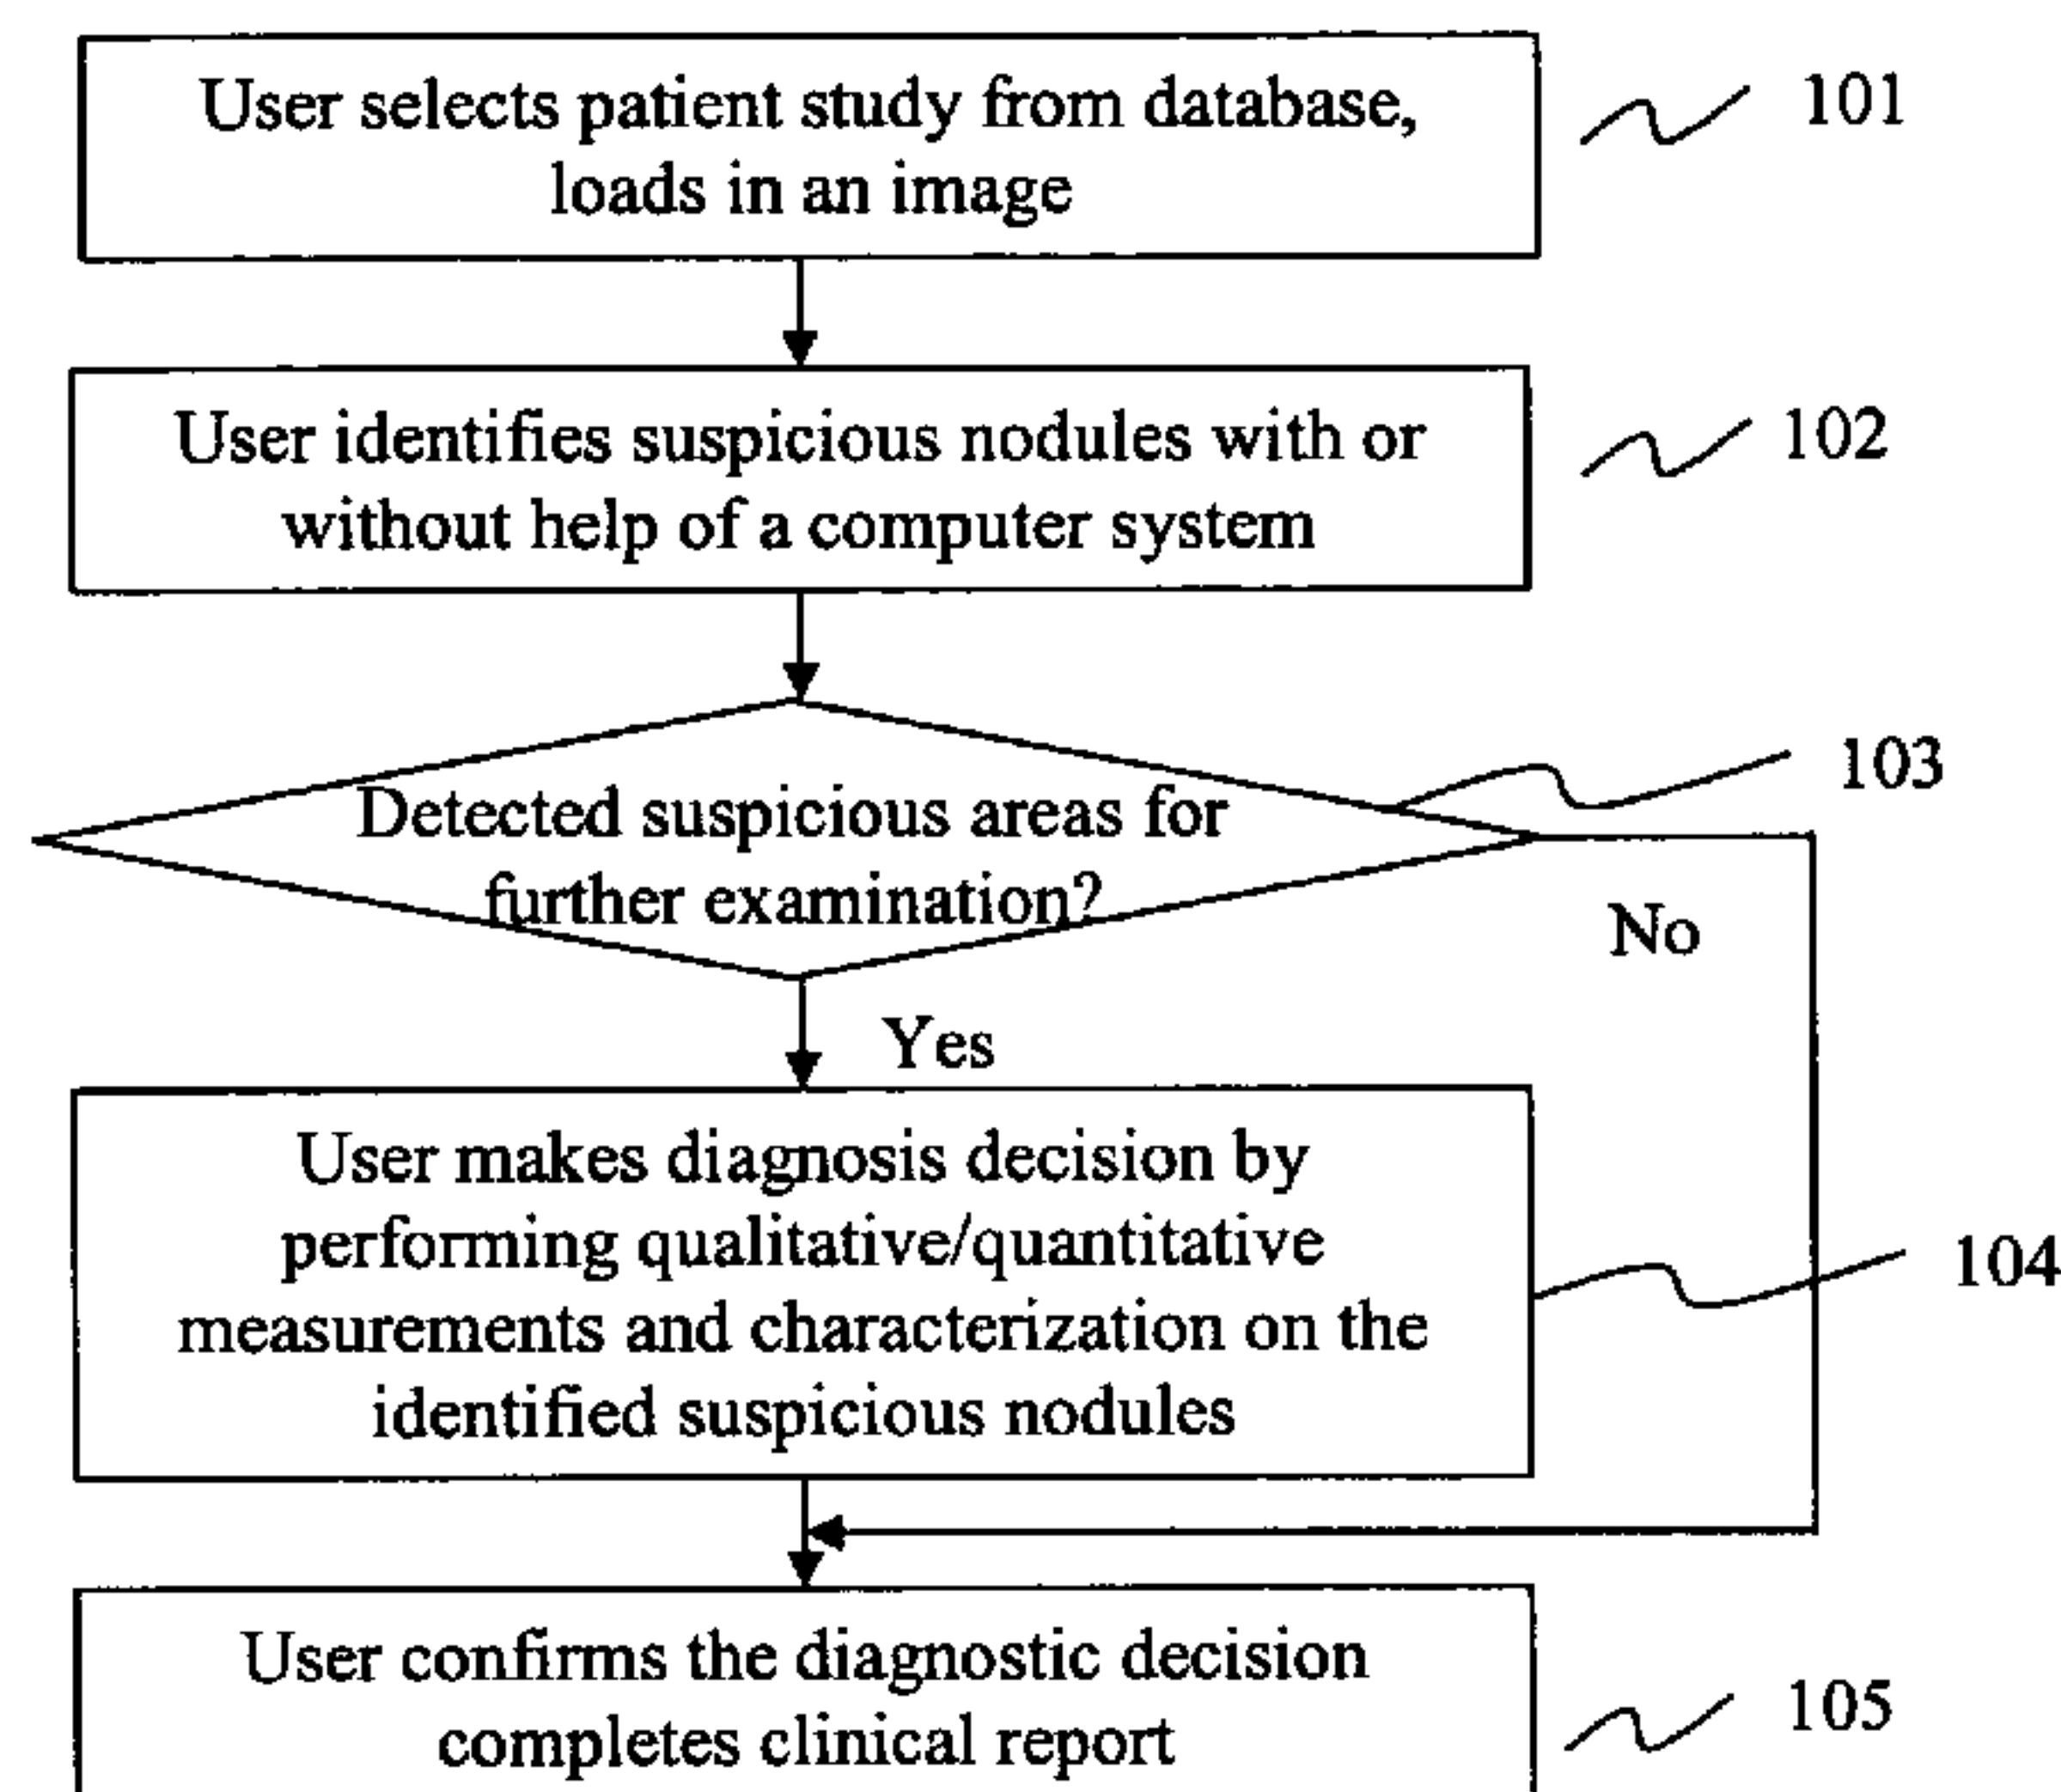 User selects patient study from database,
loads in an image
101
User identifies suspicious nodules with or
without help of a computer system
102
Detected suspicious areas for
further examination?
103
No
Yes
User makes diagnosis decision by
performing qualitative/quantitative
measurements and characterization on the
identified suspicious nodules
104
User confirms the diagnostic decision
completes clinical report
105